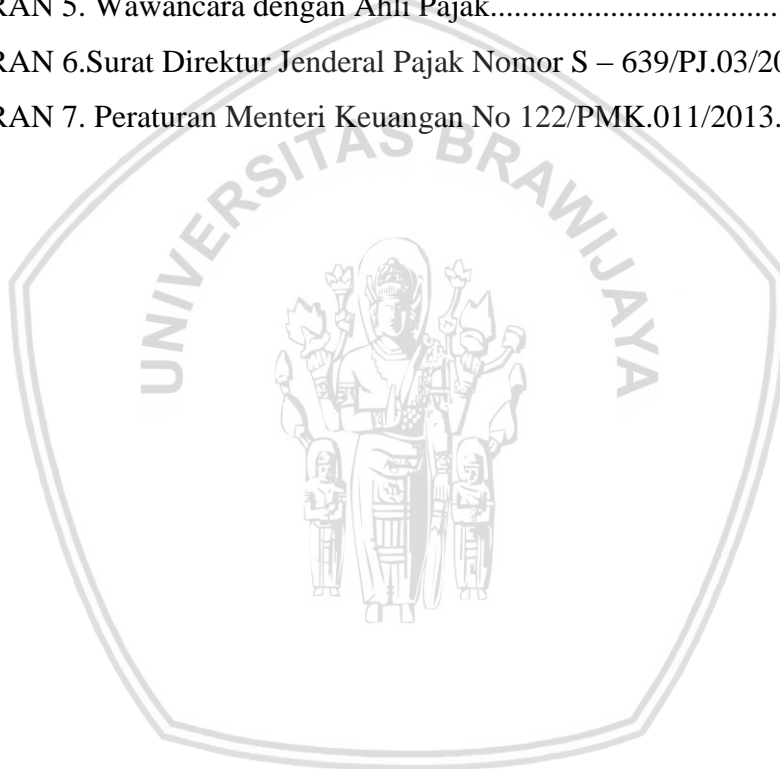 RAN 5. Wawancara dengan Ahli Pajak..............................
RAN 6.Surat Direktur Jenderal Pajak Nomor S – 639/PJ.03/20
RAN 7. Peraturan Menteri Keuangan No 122/PMK.011/2013.
UNIVERSITAS BRAWIJAYA